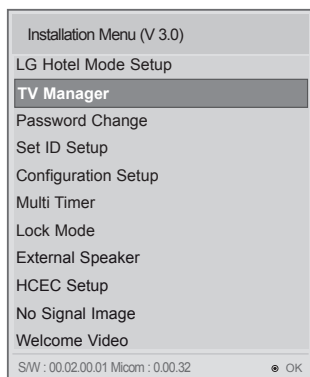 Installation Menu (V 3.0)
LG Hotel Mode Setup
TV Manager
Password Change
Set ID Setup
Configuration Setup
Multi Timer
Lock Mode
External Speaker
HCEC Setup
No Signal Image
Welcome Video
S/W : 00.02.00.01 Micom : 0.00.32 ◉ OK